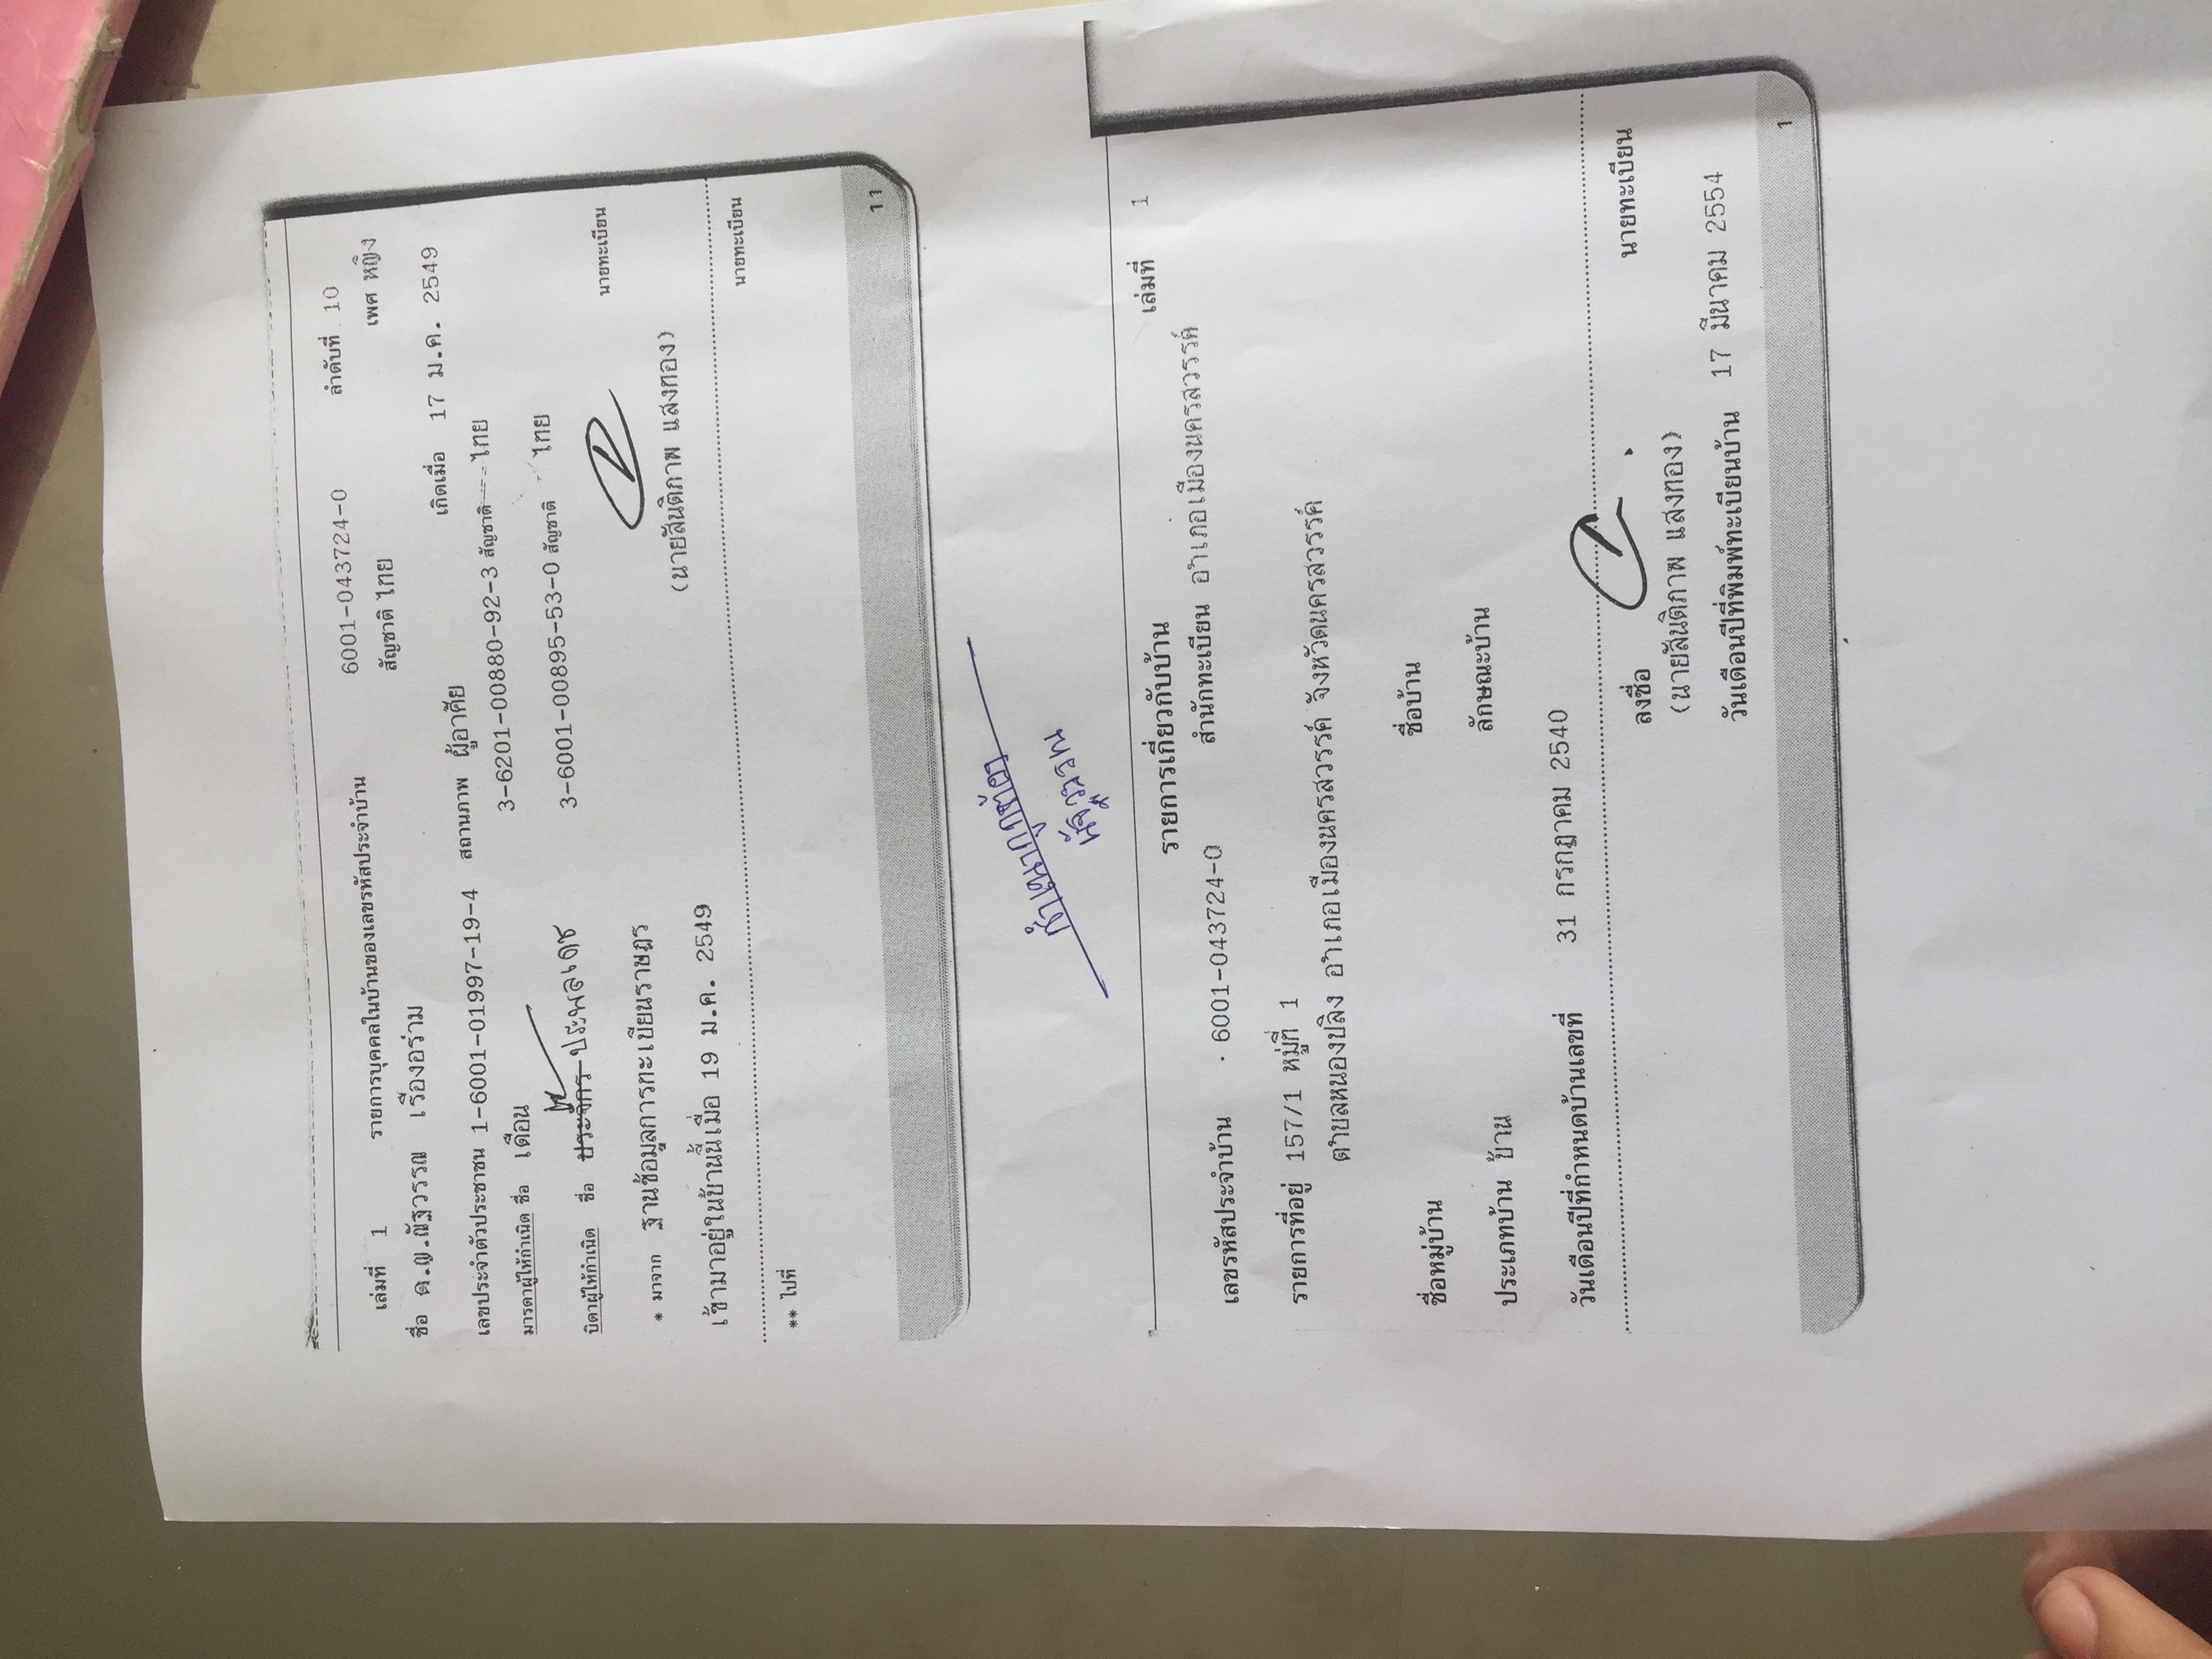 เล่มที่ 1 รายการบุคคลในบ้านของเลขรหัสประจำบ้าน 6001-043724-0 ลำดับที่ 10
ชื่อ ด.ญ.ณัฐวรรณ เรืองอร่าม สัญชาติ ไทย เพศ หญิง
เลขประจำตัวประชาชน 1-6001-01997-19-4 สถานภาพ ผู้อาศัย เกิดเมื่อ 17 ม.ค. 2549
มารดาผู้ให้กำเนิด ชื่อ เดือน 3-6201-00880-92-3 สัญชาติ ไทย
บิดาผู้ให้กำเนิด ชื่อ ประจักร ประพลเดช 3-6001-00895-53-0 สัญชาติ ไทย
* มาจาก ฐานข้อมูลการทะเบียนราษฎร นายทะเบียน
(นายสันติภาพ แสงทอง)
เข้ามาอยู่ในบ้านนี้เมื่อ 19 ม.ค. 2549
นายทะเบียน
** ไปที่
11
สำเนาถูกต้อง
ณัฐวรรณ
รายการเกี่ยวกับบ้าน เล่มที่ 1
เลขรหัสประจำบ้าน 6001-043724-0 สำนักทะเบียน อำเภอเมืองนครสวรรค์
รายการที่อยู่ 157/1 หมู่ที่ 1
ตำบลหนองปลิง อำเภอเมืองนครสวรรค์ จังหวัดนครสวรรค์
ชื่อหมู่บ้าน ชื่อบ้าน
ประเภทบ้าน บ้าน ลักษณะบ้าน
วันเดือนปีที่กำหนดบ้านเลขที่ 31 กรกฎาคม 2540
ลงชื่อ นายทะเบียน
(นายสันติภาพ แสงทอง)
วันเดือนปีที่พิมพ์ทะเบียนบ้าน 17 มีนาคม 2554
1